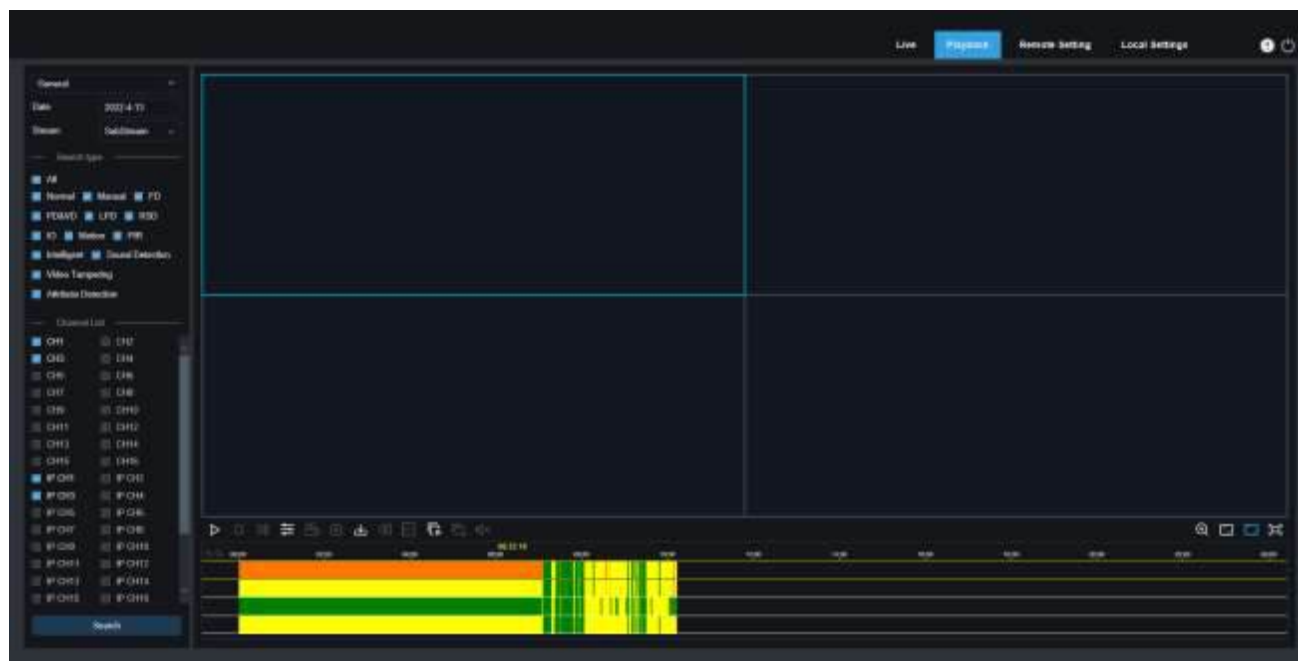 Live Playback Remote Setting Local Settings
General
Date 2022-4-13
Stream SubStream
Search type
All
Normal Manual FD
PD&VD LPD RSD
IO Motion PIR
Intelligent Sound Detection
Video Tampering
Attribute Detection
Channel List
CH1 CH2
CH3 CH4
CH5 CH6
CH7 CH8
CH9 CH10
CH11 CH12
CH13 CH14
CH15 CH16
IP CH1 IP CH2
IP CH3 IP CH4
IP CH5 IP CH6
IP CH7 IP CH8
IP CH9 IP CH10
IP CH11 IP CH12
IP CH13 IP CH14
IP CH15 IP CH16
Search